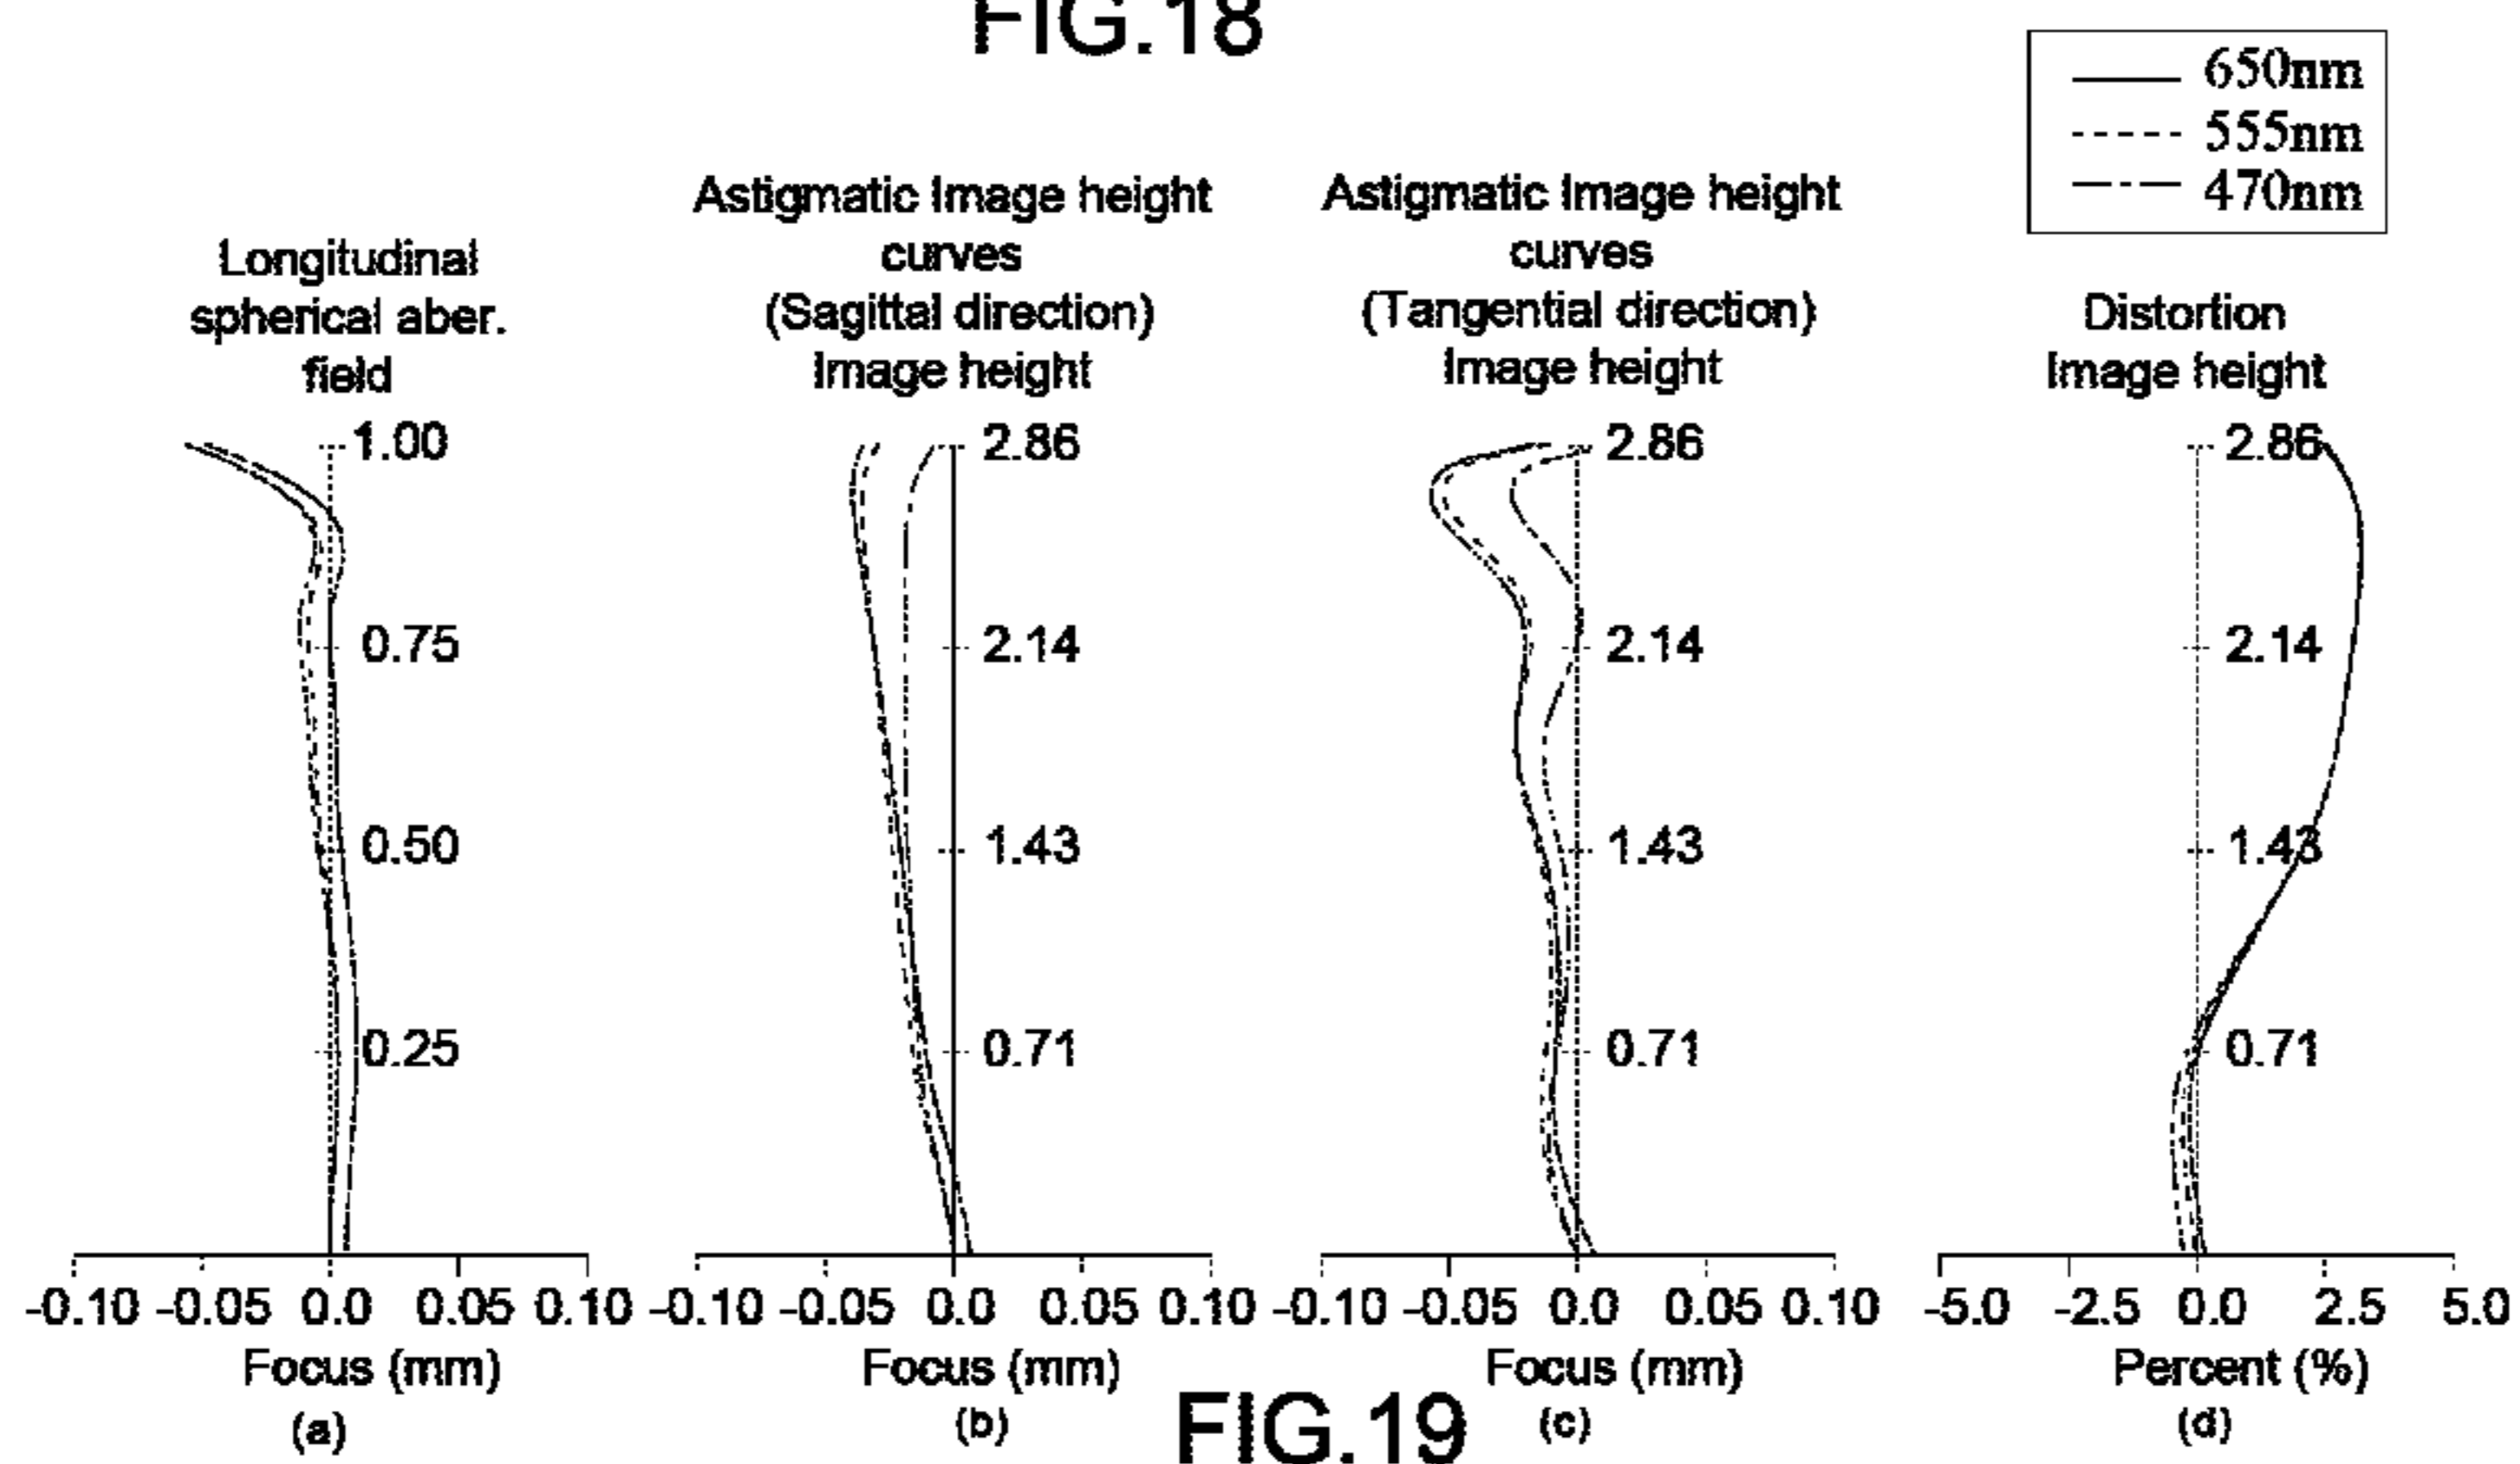 FIG.18
650nm
555nm
470nm
Longitudinal
spherical aber.
field
1.00
0.75
0.50
0.25
-0.10 -0.05 0.0 0.05 0.10
Focus (mm)
(a)
Astigmatic Image height
curves
(Sagittal direction)
Image height
2.86
2.14
1.43
0.71
-0.10 -0.05 0.0 0.05 0.10
Focus (mm)
(b)
Astigmatic Image height
curves
(Tangential direction)
Image height
2.86
2.14
1.43
0.71
-0.10 -0.05 0.0 0.05 0.10
Focus (mm)
(c)
Distortion
Image height
2.86
2.14
1.43
0.71
-5.0 -2.5 0.0 2.5 5.0
Percent (%)
(d)
FIG.19